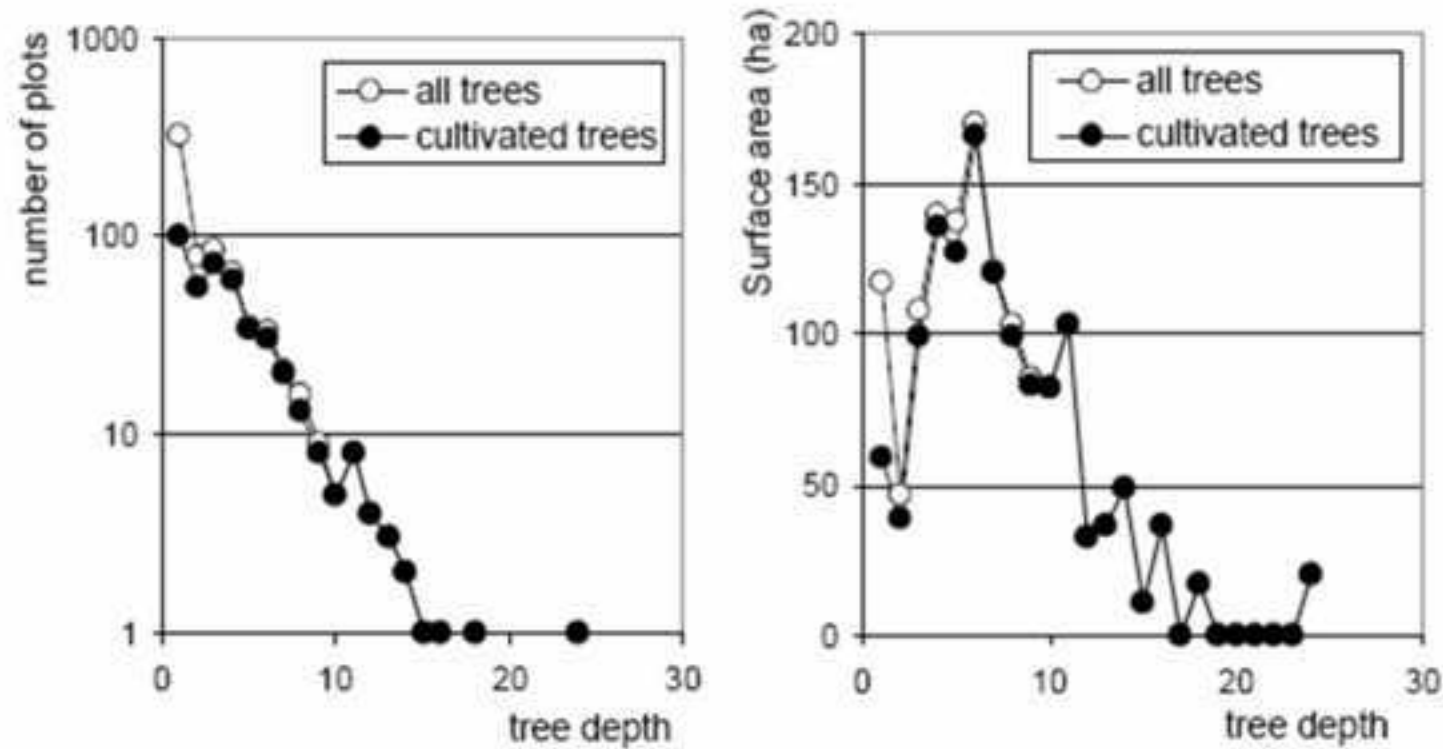 number of plots
1000
100
10
1
all trees
cultivated trees
0
10
20
30
tree depth
Surface area (ha)
200
150
100
50
0
all trees
cultivated trees
0
10
20
30
tree depth